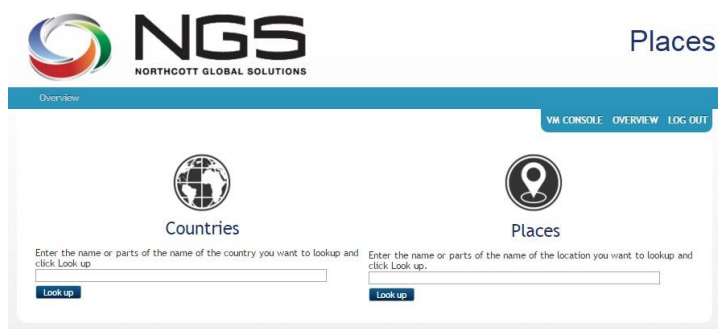 NGS
NORTHCOTT GLOBAL SOLUTIONS
Places
Overview
VM CONSOLE OVERVIEW LOG OUT
Countries
Enter the name or parts of the name of the country you want to lookup and
click Look up
Look up
Places
Enter the name or parts of the name of the location you want to lookup and
click Look up.
Look up